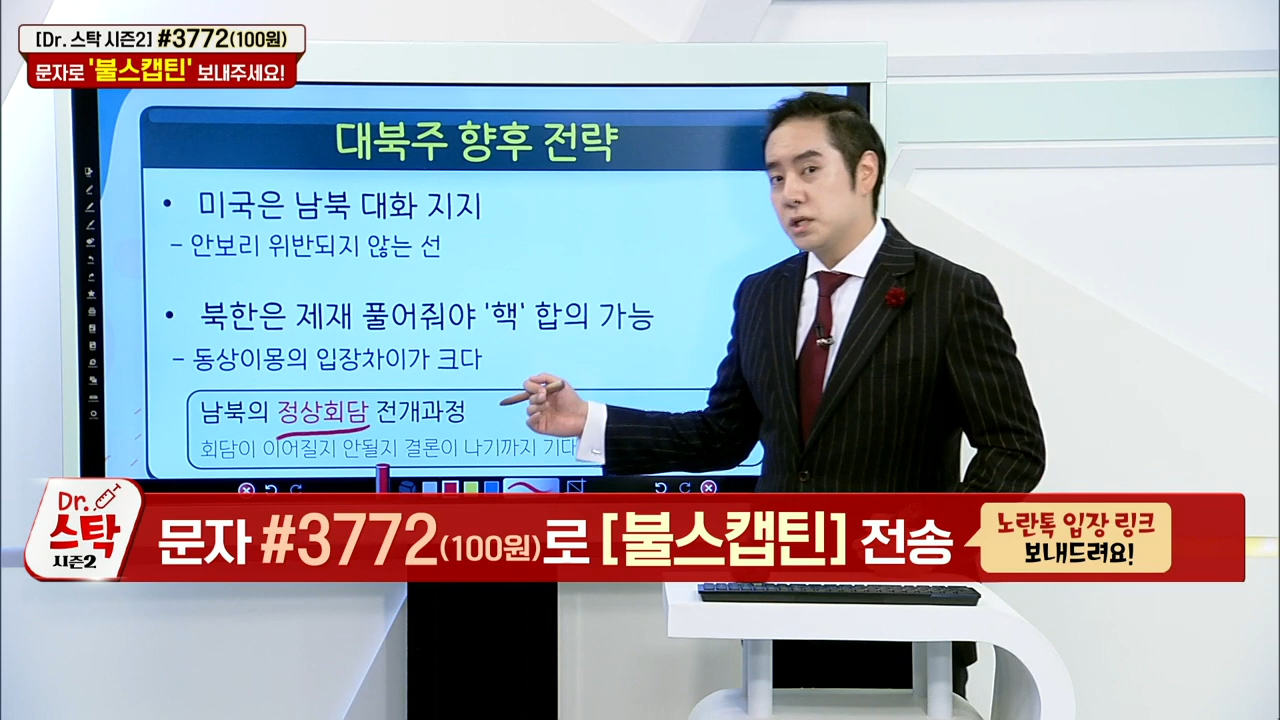 [Dr. 스탁 시즌2] #3772(100원)
문자로 '불스캡틴' 보내주세요!
대북주 향후 전략
• 미국은 남북 대화 지지
– 안보리 위반되지 않는 선
• 북한은 제재 풀어줘야 '핵' 합의 가능
– 동상이몽의 입장차이가 크다
남북의 정상회담 전개과정
회담이 이어질지 안될지 결론이 나기까지
Dr.
스탁
시즌2
문자 #3772(100원)로 [불스캡틴] 전송
노란톡 입장 링크
보내드려요!